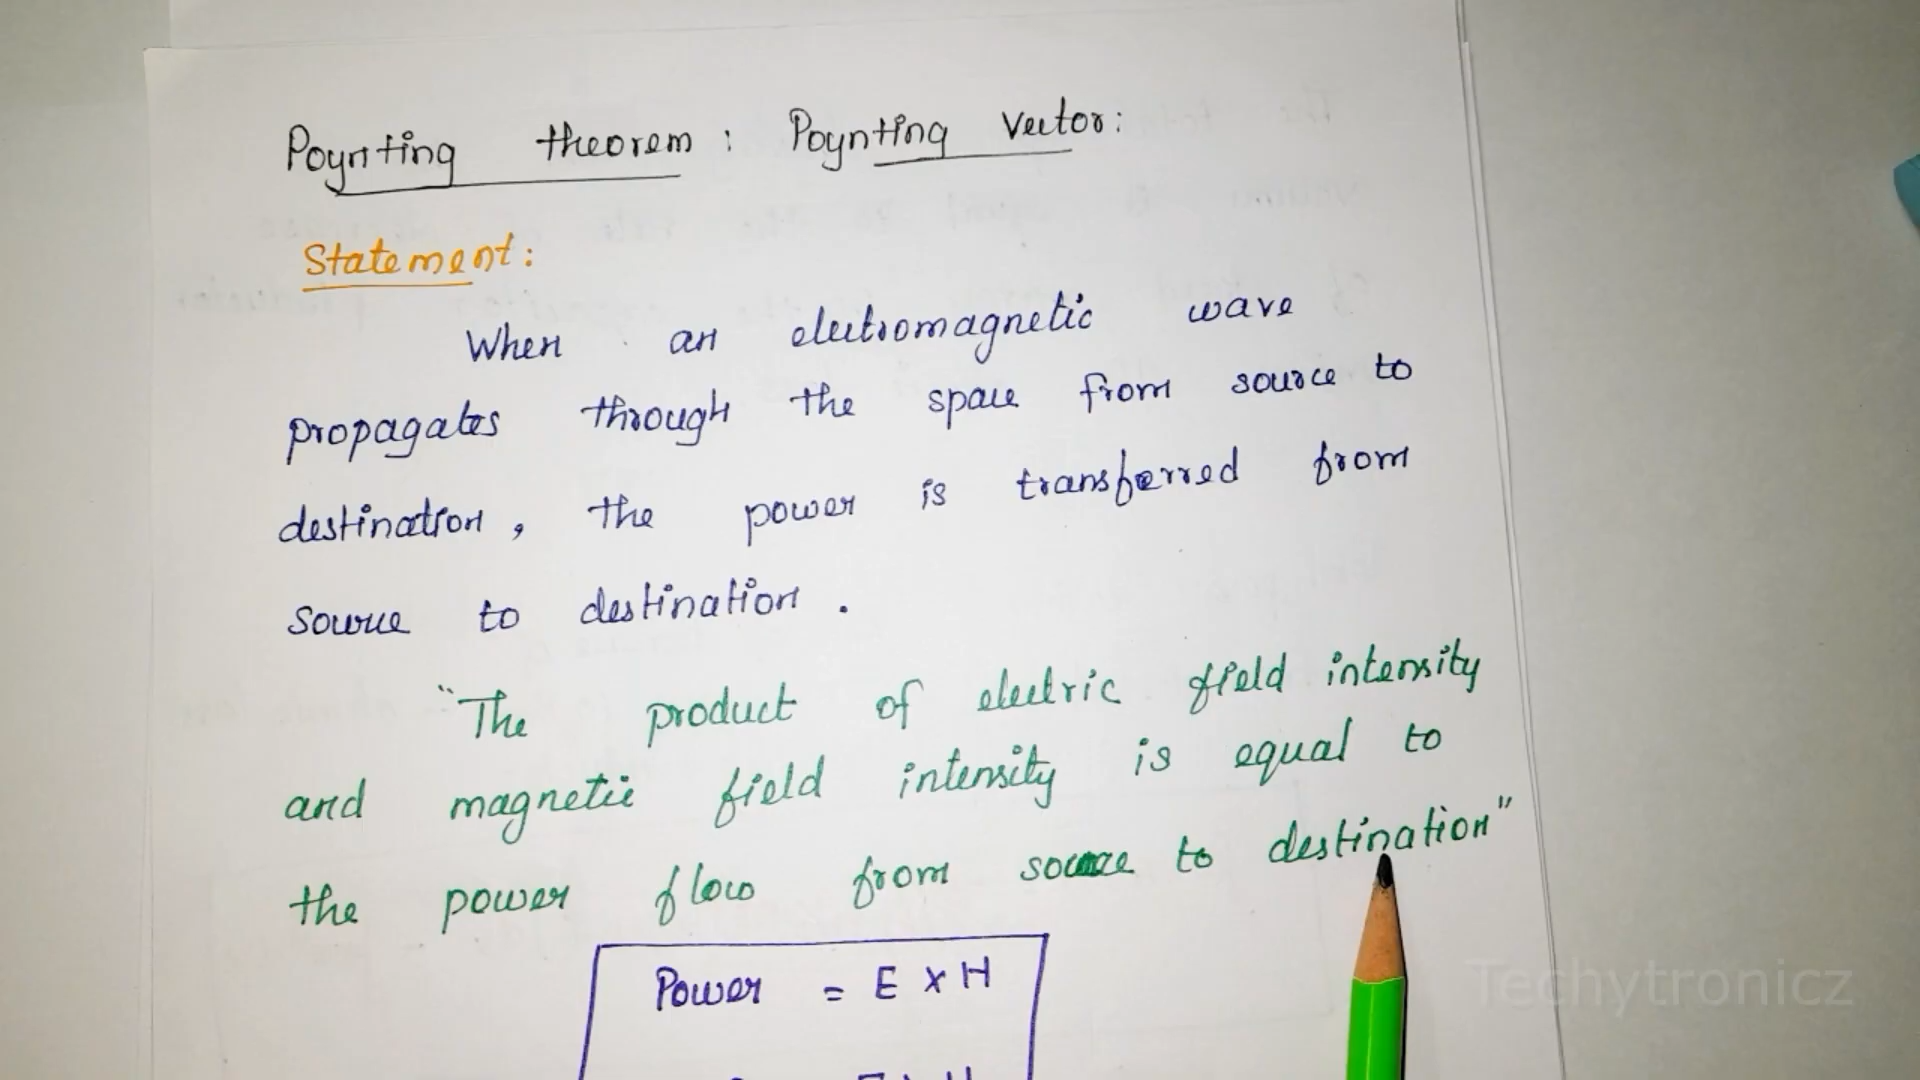 Poynting theorem : Poynting Vector:
Statement:
When an electromagnetic wave
propagates through the space from source to
destination, the power is transferred from
source to destination.
"The product of electric field intensity
and magnetic field intensity is equal to
the power flow from source to destination"
Power = E X H
Techytronicz